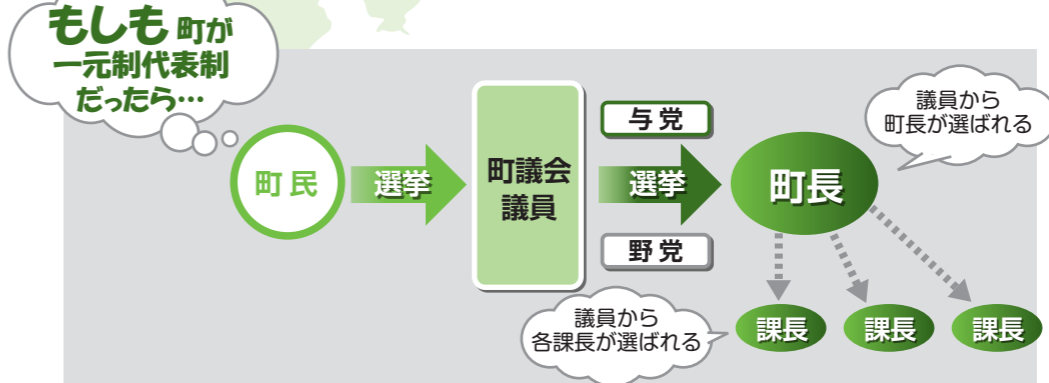 もしも 町が
一元制代表制
だったら…
町民
選挙
町議会
議員
与党
選挙
野党
町長
議員から
町長が選ばれる
議員から
各課長が選ばれる
課長
課長
課長